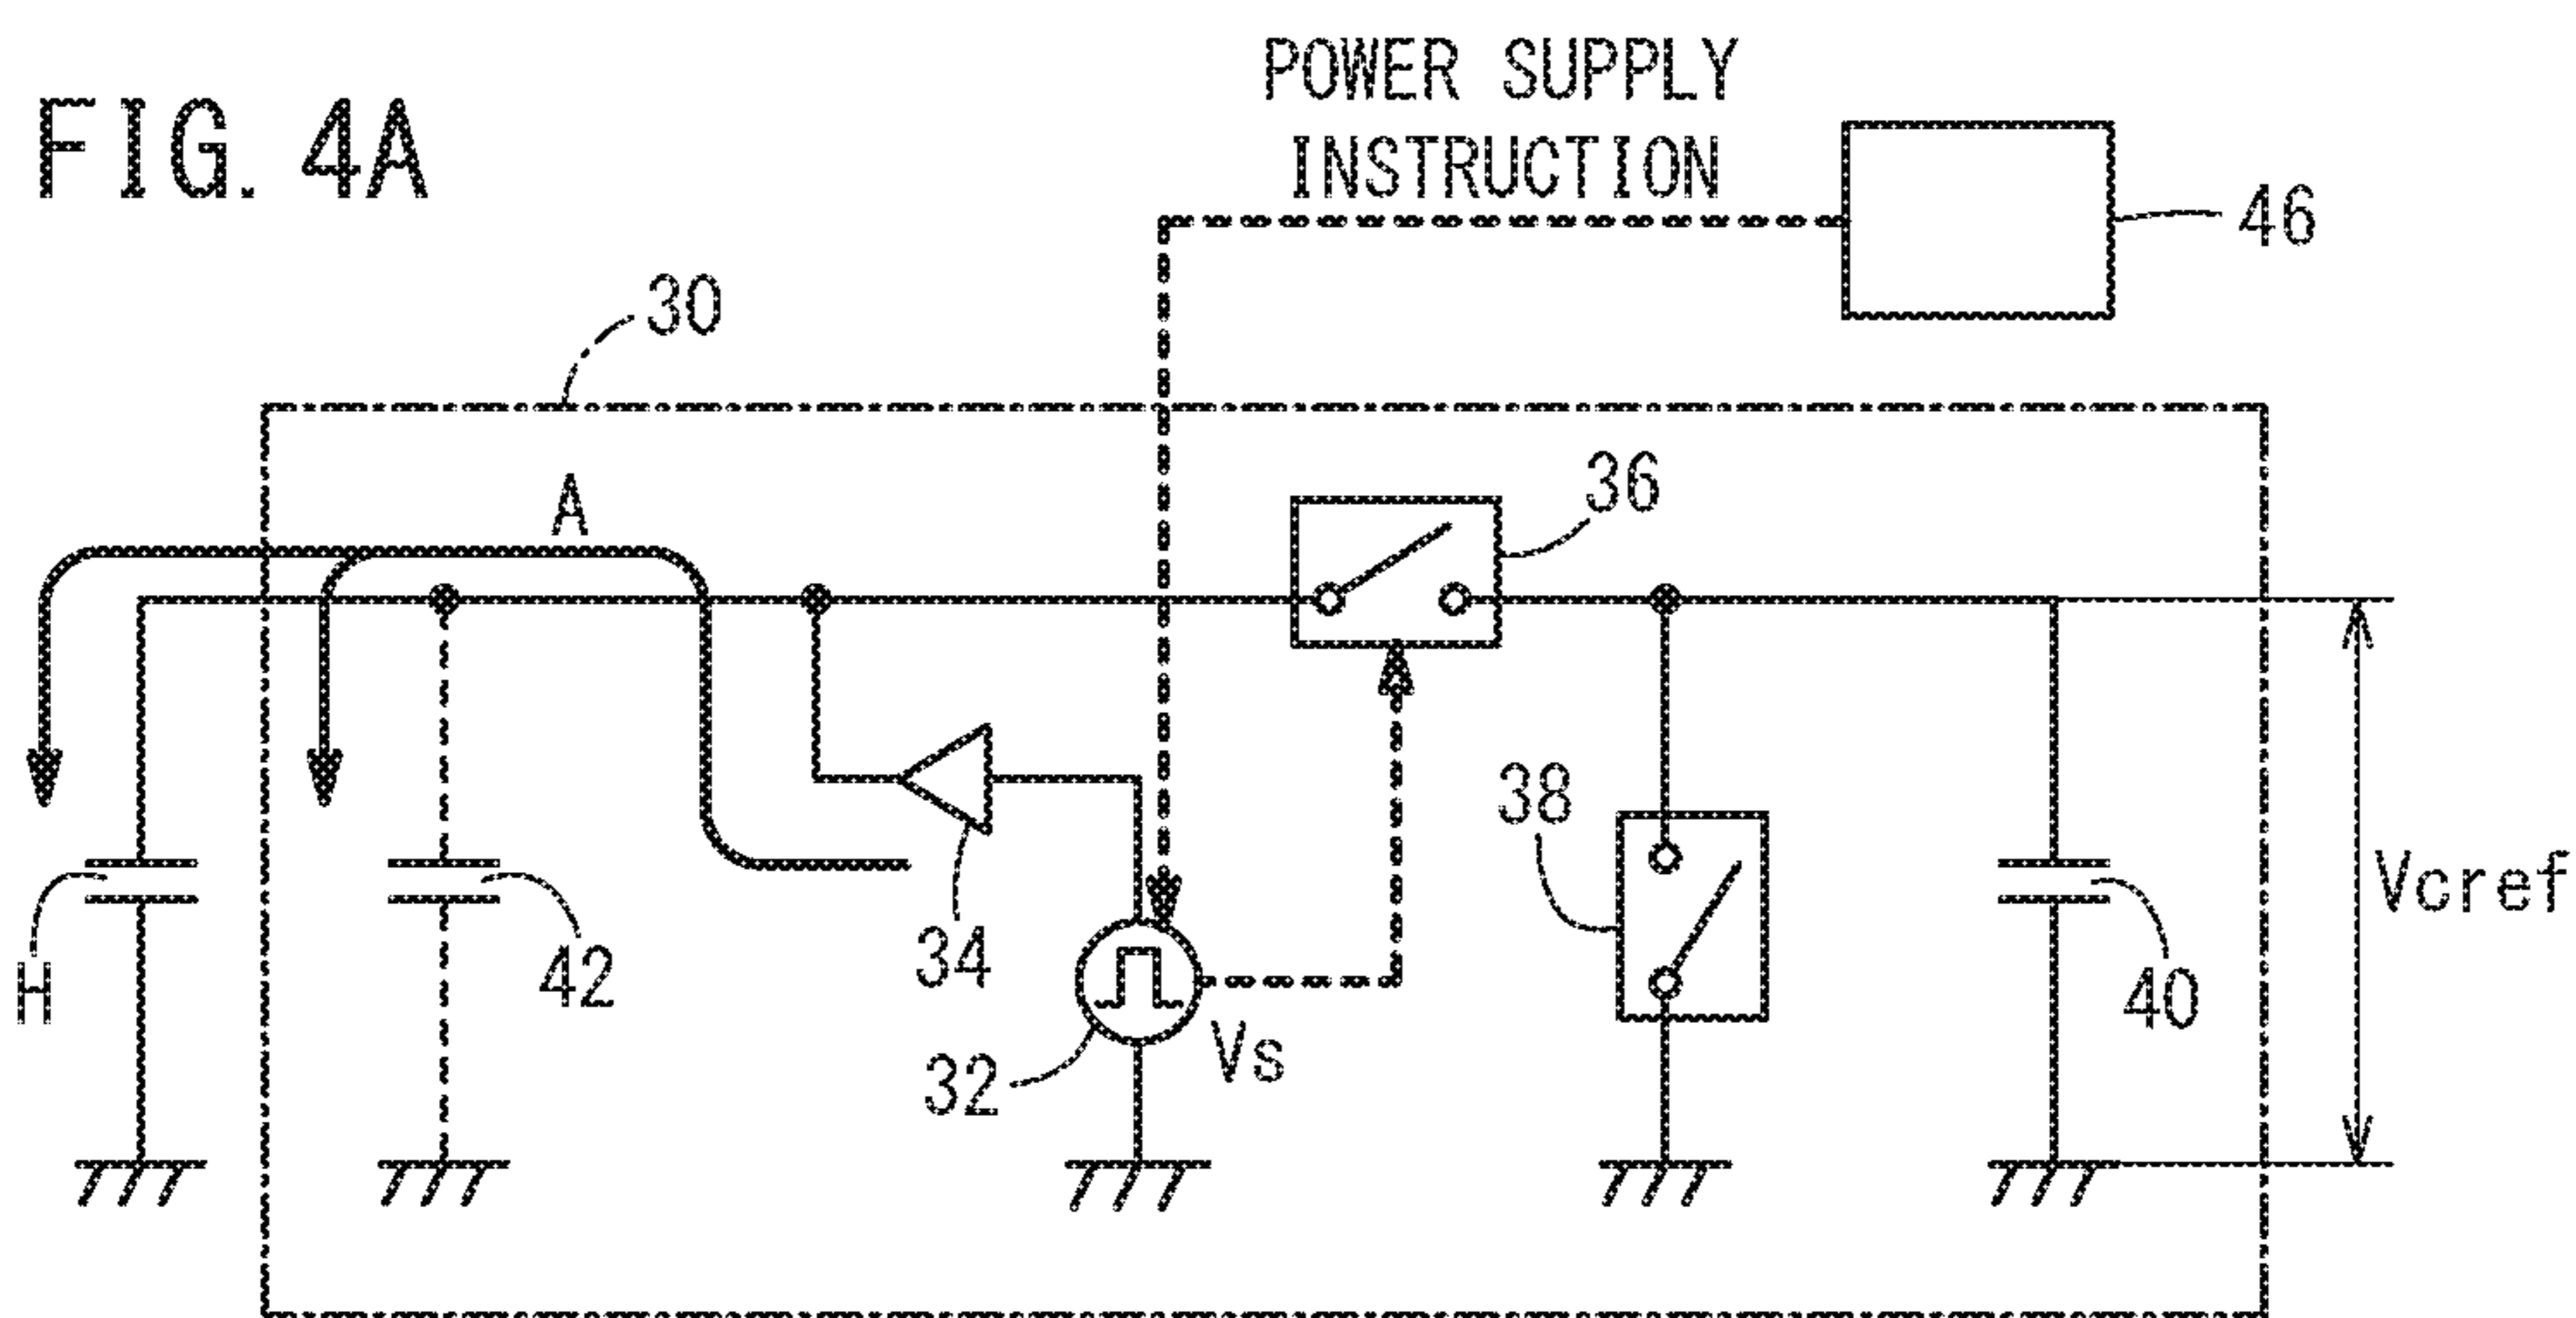 FIG. 4A
POWER SUPPLY
INSTRUCTION
46
30
A
36
38
34
H
42
32
Vs
40
Vcref